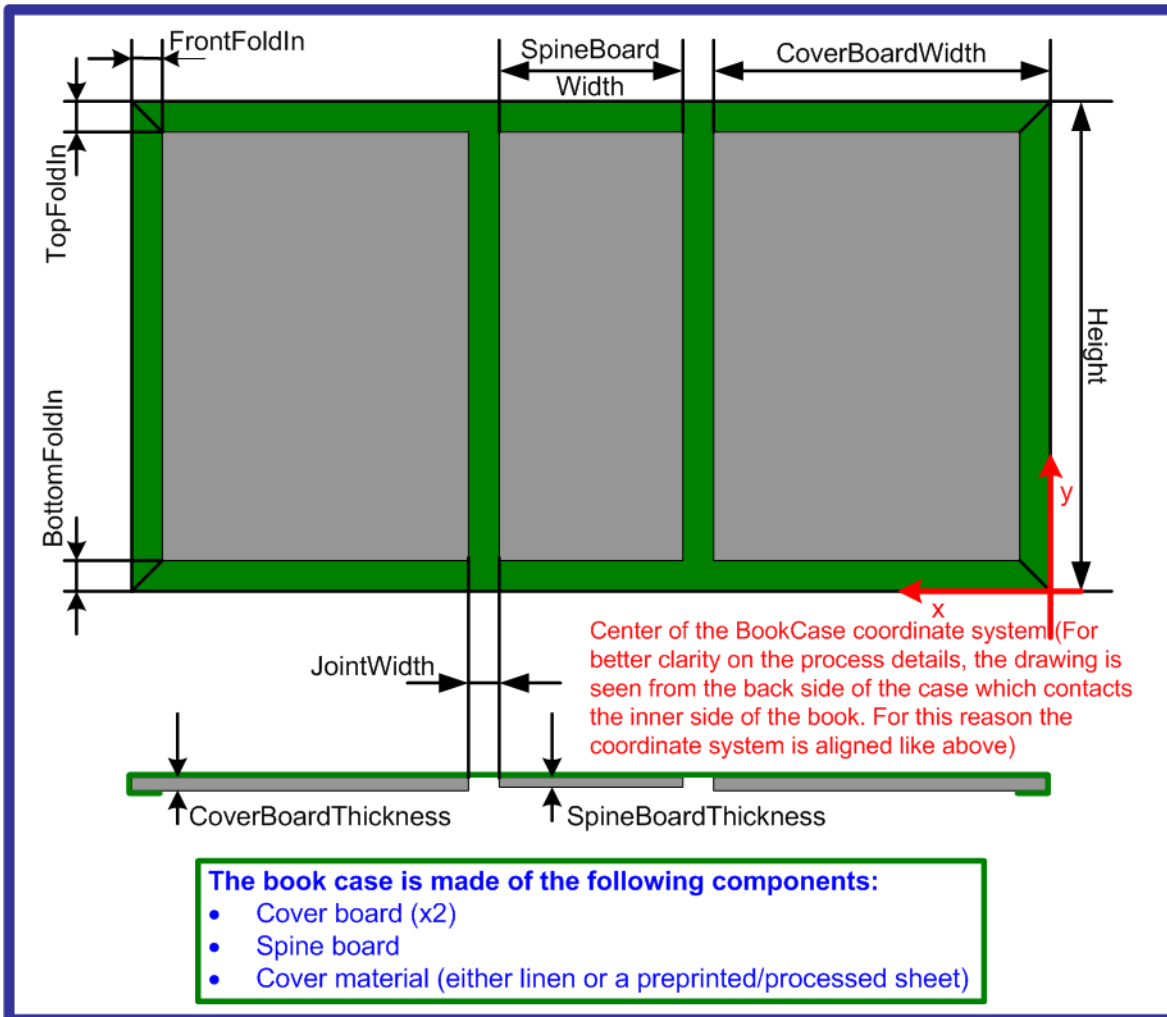 FrontFoldIn
SpineBoard
Width
CoverBoardWidth
TopFoldIn
BottomFoldIn
Height
y
x
JointWidth
Center of the BookCase coordinate system (For
better clarity on the process details, the drawing is
seen from the back side of the case which contacts
the inner side of the book. For this reason the
coordinate system is aligned like above)
CoverBoardThickness
SpineBoardThickness
The book case is made of the following components:
• Cover board (x2)
• Spine board
• Cover material (either linen or a preprinted/processed sheet)